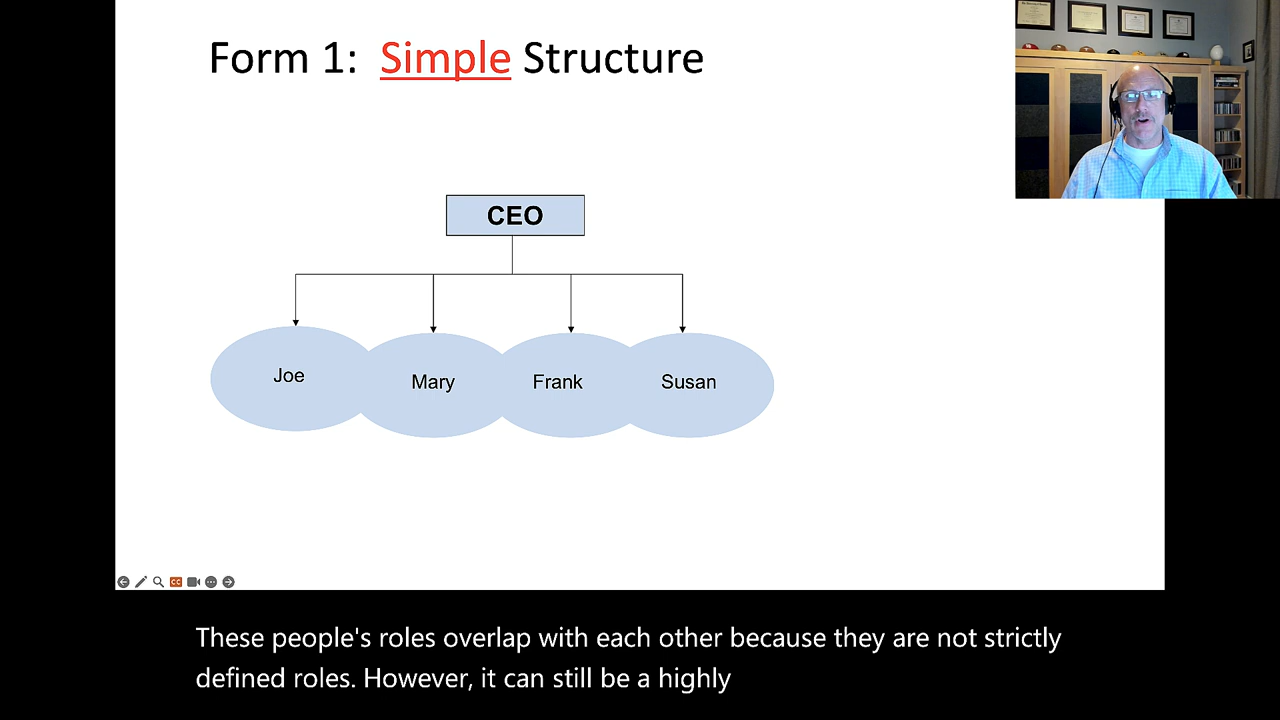 Form 1: Simple Structure
CEO
Joe
Mary
Frank
Susan
CC
These people's roles overlap with each other because they are not strictly
defined roles. However, it can still be a highly